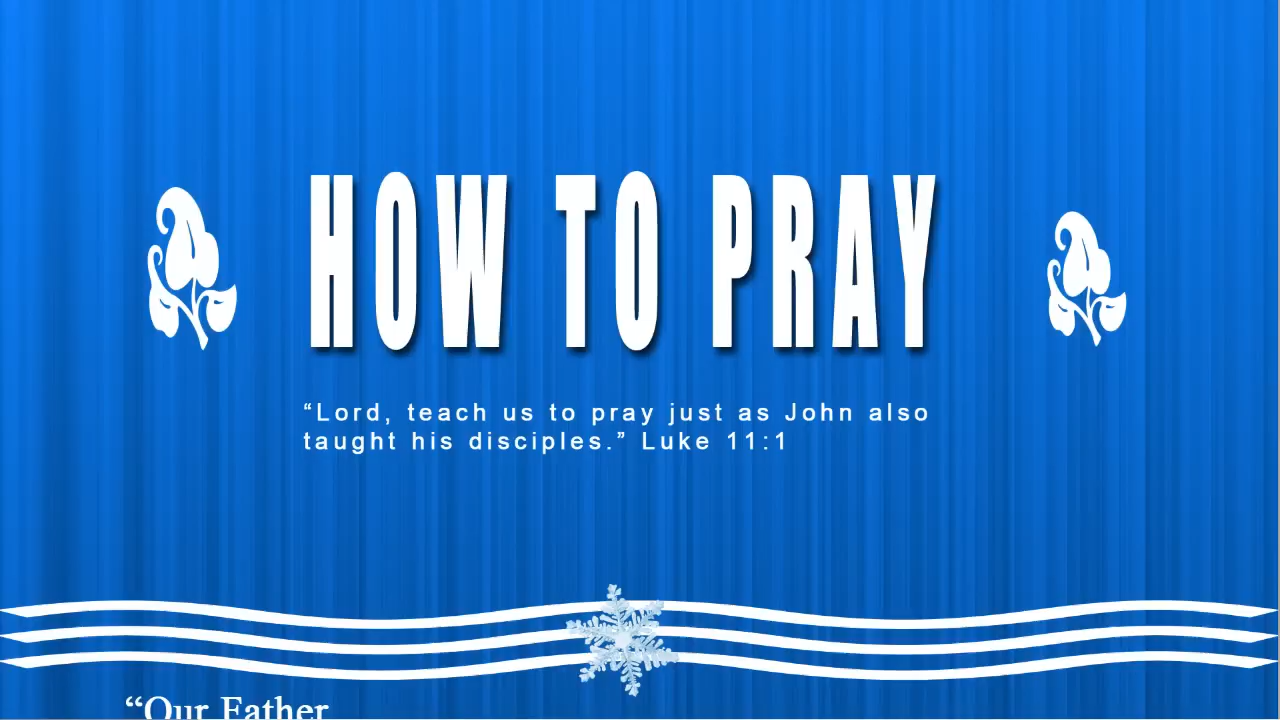 HOW TO PRAY
“Lord, teach us to pray just as John also
taught his disciples.” Luke 11:1
“Our Father